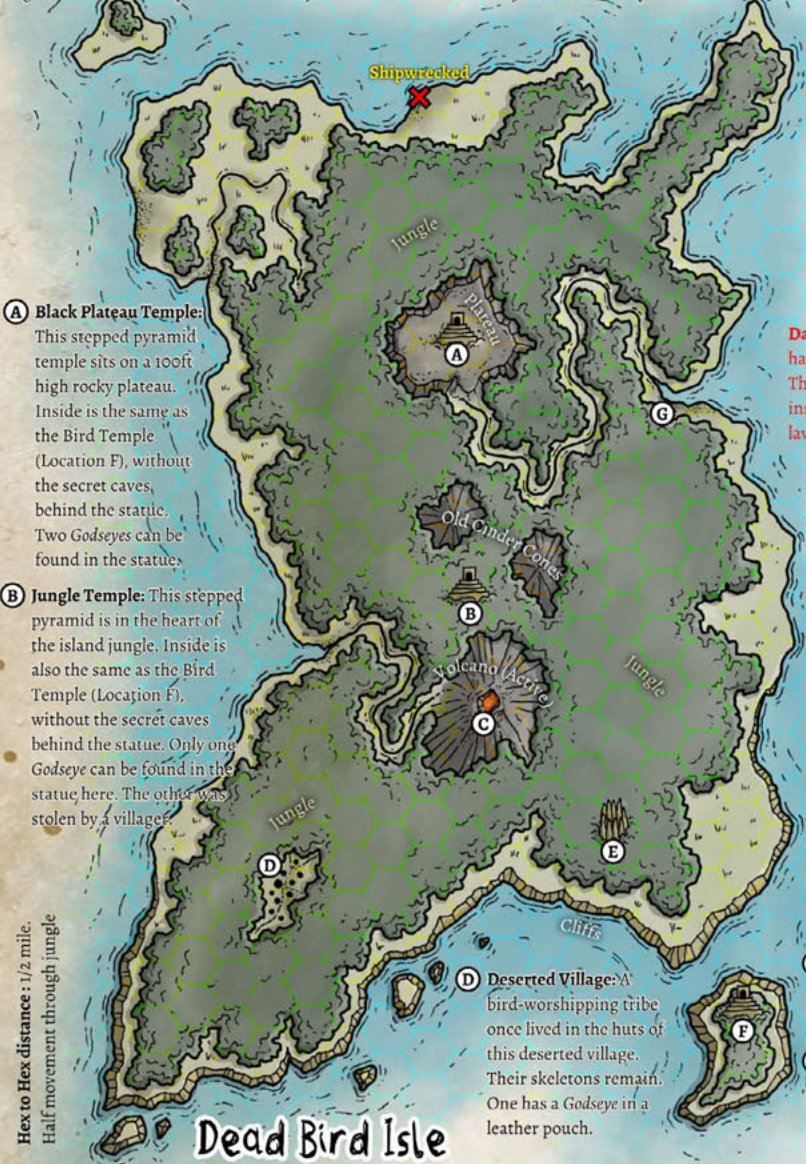 Shipwrecked
Jungle
Plateau
A
A Black Plateau Temple:
This stepped pyramid
temple sits on a 100ft
high rocky plateau.
Inside is the same as
the Bird Temple
(Location F), without
the secret caves
behind the statue.
Two Godseyes can be
found in the statue.
Da
ha
Th
in
la
G
Old Cinder Cones
B
B Jungle Temple: This stepped
pyramid is in the heart of
the island jungle. Inside is
also the same as the Bird
Temple (Location F),
without the secret caves
behind the statue. Only one
Godseye can be found in the
statue here. The other was
stolen by a villager.
Volcano (Active)
C
Jungle
Jungle
D
E
Cliffs
D Deserted Village: A
bird-worshipping tribe
once lived in the huts of
this deserted village.
Their skeletons remain.
One has a Godseye in a
leather pouch.
F
Hex to Hex distance : 1/2 mile.
Half movement through jungle
Dead Bird Isle